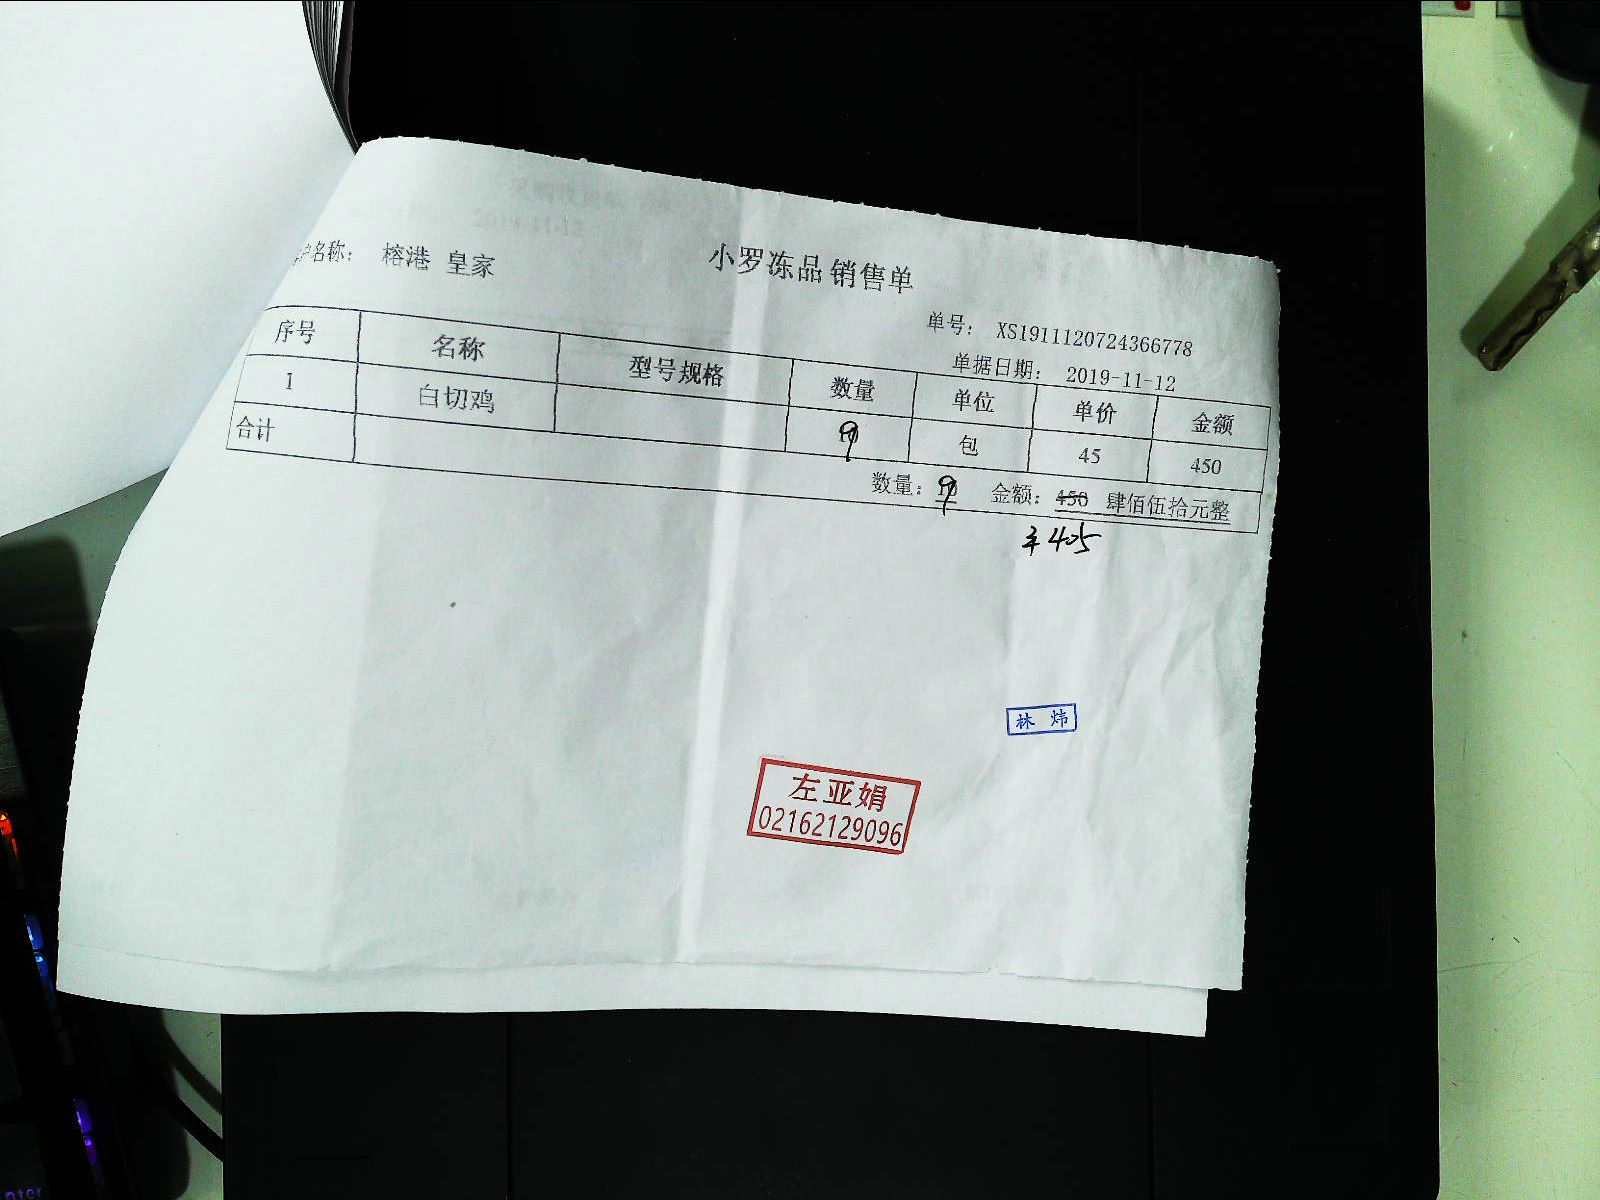 小罗冻品销售单
户名称： 榕港 皇家
单号： XS1911120724366778
单据日期： 2019-11-12
序号 名称 型号规格 数量 单位 单价 金额
1 白切鸡 9 包 45 450
合计
数量：9 金额：450 肆佰伍拾元整
¥405
林 炜
左亚娟
02162129096